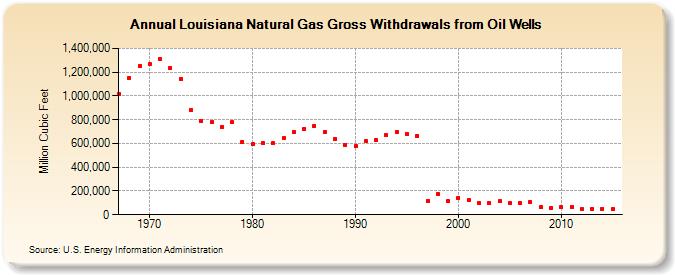 Annual Louisiana Natural Gas Gross Withdrawals from Oil Wells
Million Cubic Feet
1,400,000
1,200,000
1,000,000
800,000
600,000
400,000
200,000
0
1970 1980 1990 2000 2010
Source: U.S. Energy Information Administration